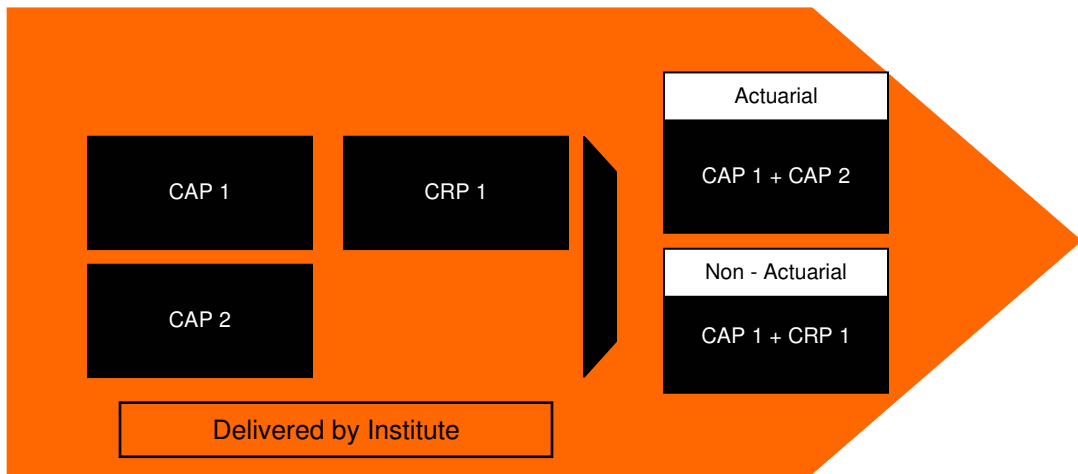 Actuarial
CAP 1 + CAP 2
CAP 1
CRP 1
CAP 2
Non - Actuarial
CAP 1 + CRP 1
Delivered by Institute